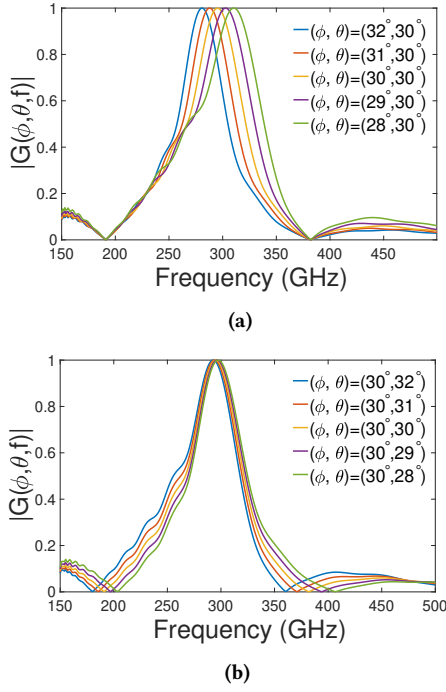 1
0.8
0.6
0.4
0.2
0
|G(ϕ,θ,f)|
(ϕ, θ)=(32°,30°)
(ϕ, θ)=(31°,30°)
(ϕ, θ)=(30°,30°)
(ϕ, θ)=(29°,30°)
(ϕ, θ)=(28°,30°)
150 200 250 300 350 400 450
Frequency (GHz)
(a)
1
0.8
0.6
0.4
0.2
0
|G(ϕ,θ,f)|
(ϕ, θ)=(30°,32°)
(ϕ, θ)=(30°,31°)
(ϕ, θ)=(30°,30°)
(ϕ, θ)=(30°,29°)
(ϕ, θ)=(30°,28°)
150 200 250 300 350 400 450 500
Frequency (GHz)
(b)